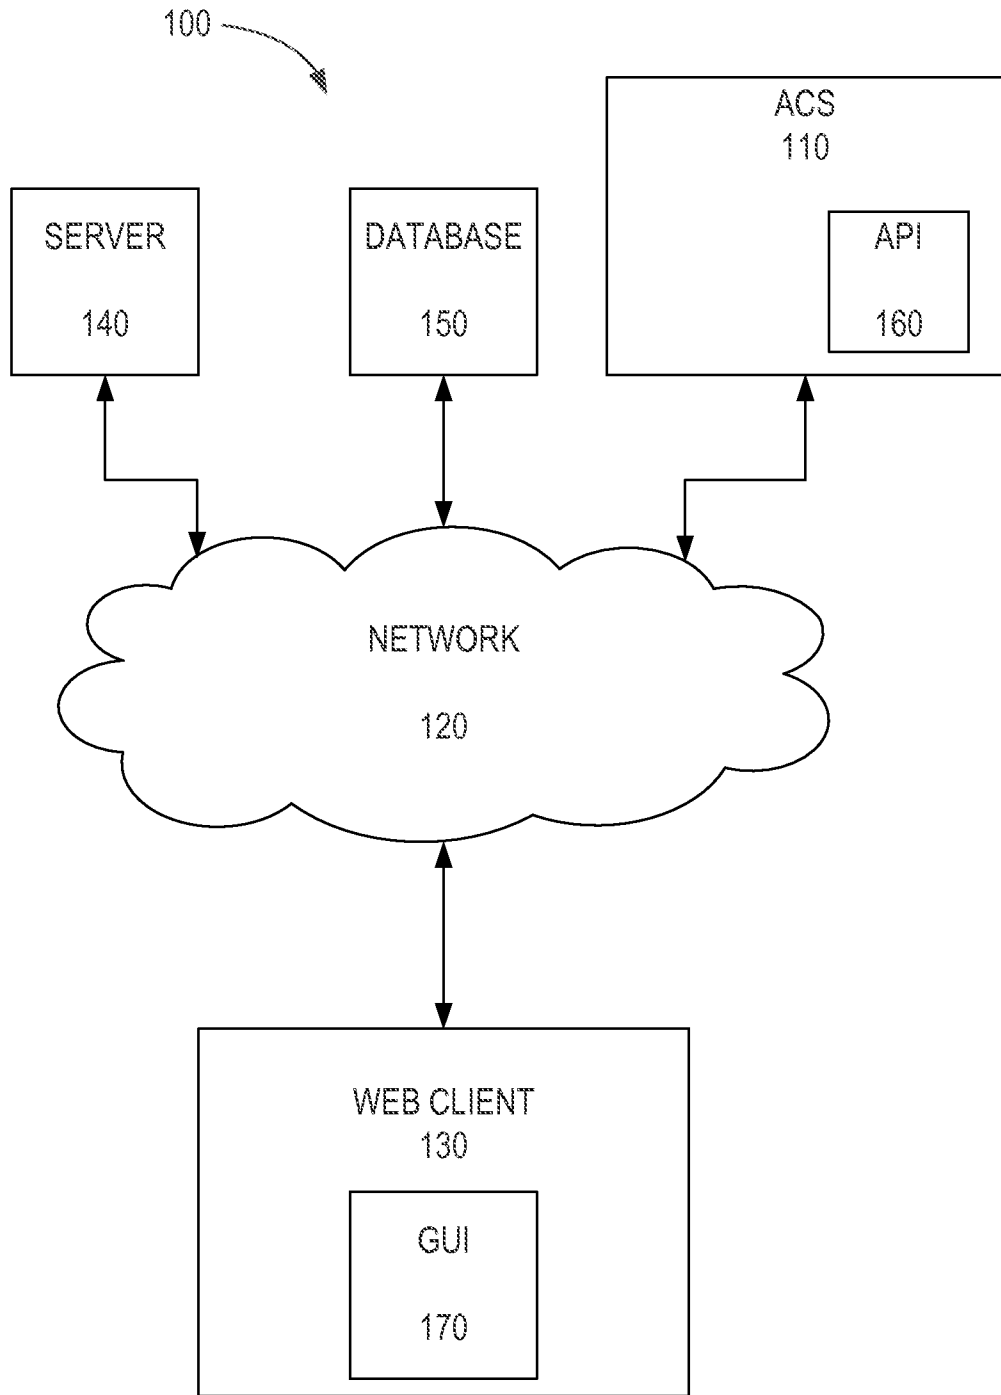 100
ACS
110
SERVER
140
DATABASE
150
API
160
NETWORK
120
WEB CLIENT
130
GUI
170